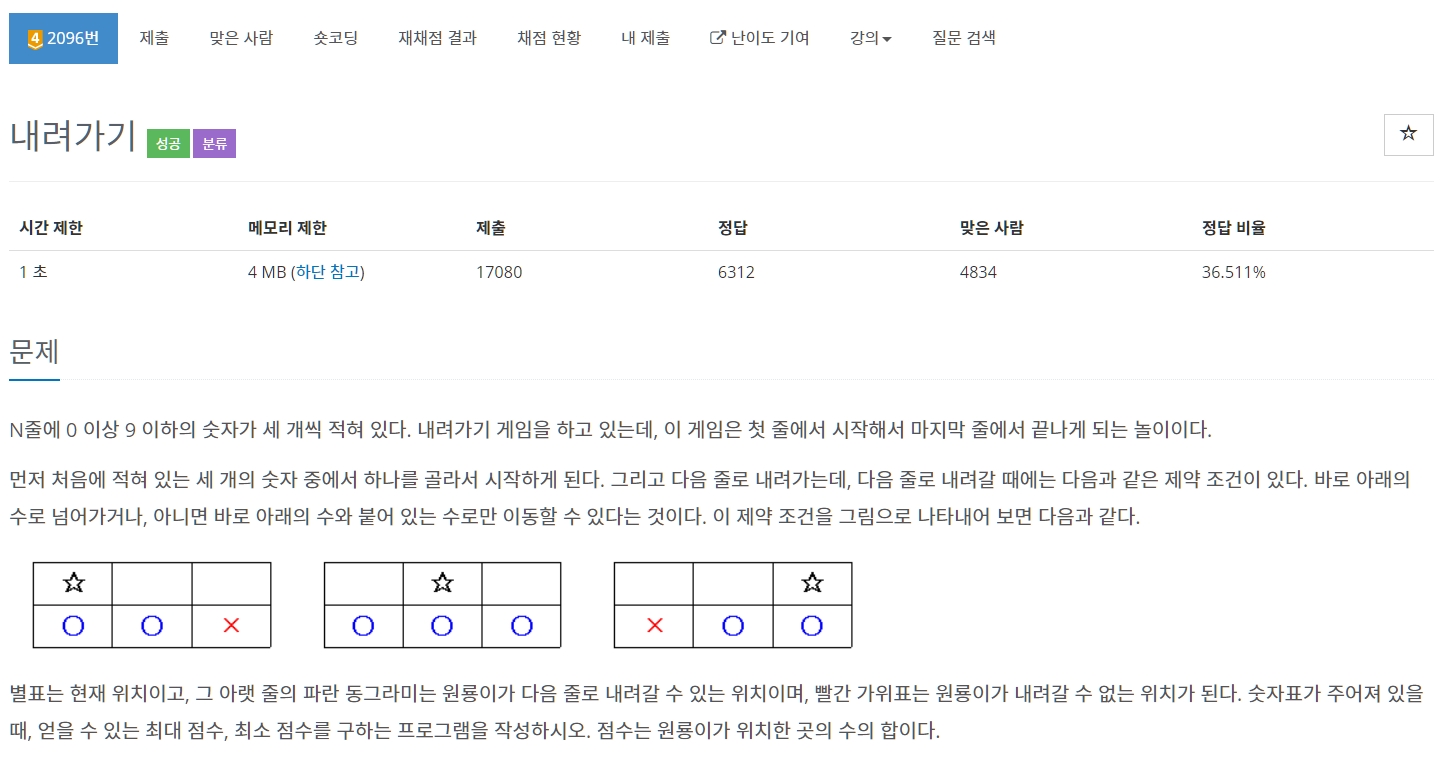 4 2096번 제출 맞은 사람 숏코딩 재채점 결과 채점 현황 내 제출 난이도 기여 강의 질문 검색
내려가기 성공 분류
시간 제한 메모리 제한 제출 정답 맞은 사람 정답 비율
1 초 4 MB (하단 참고) 17080 6312 4834 36.511%
문제
N줄에 0 이상 9 이하의 숫자가 세 개씩 적혀 있다. 내려가기 게임을 하고 있는데, 이 게임은 첫 줄에서 시작해서 마지막 줄에서 끝나게 되는 놀이이다.
먼저 처음에 적혀 있는 세 개의 숫자 중에서 하나를 골라서 시작하게 된다. 그리고 다음 줄로 내려가는데, 다음 줄로 내려갈 때에는 다음과 같은 제약 조건이 있다. 바로 아래의
수로 넘어가거나, 아니면 바로 아래의 수와 붙어 있는 수로만 이동할 수 있다는 것이다. 이 제약 조건을 그림으로 나타내어 보면 다음과 같다.
별표는 현재 위치이고, 그 아랫 줄의 파란 동그라미는 원룡이가 다음 줄로 내려갈 수 있는 위치이며, 빨간 가위표는 원룡이가 내려갈 수 없는 위치가 된다. 숫자표가 주어져 있을
때, 얻을 수 있는 최대 점수, 최소 점수를 구하는 프로그램을 작성하시오. 점수는 원룡이가 위치한 곳의 수의 합이다.